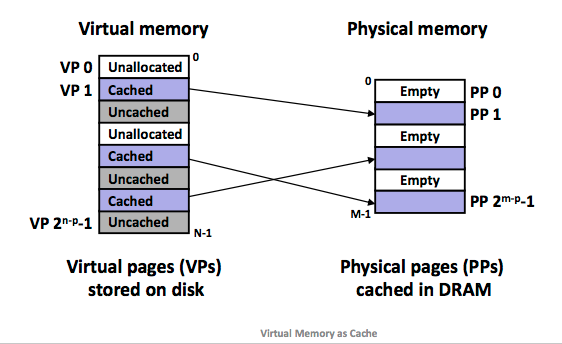 Virtual memory
Physical memory
0
VP 0 Unallocated
VP 1 Cached
Uncached
Unallocated
Cached
Uncached
Cached
VP 2ⁿ⁻ᵖ-1 Uncached
N-1
0
Empty PP 0
PP 1
Empty
Empty
PP 2ᵐ⁻ᵖ-1
M-1
Virtual pages (VPs)
stored on disk
Physical pages (PPs)
cached in DRAM
Virtual Memory as Cache